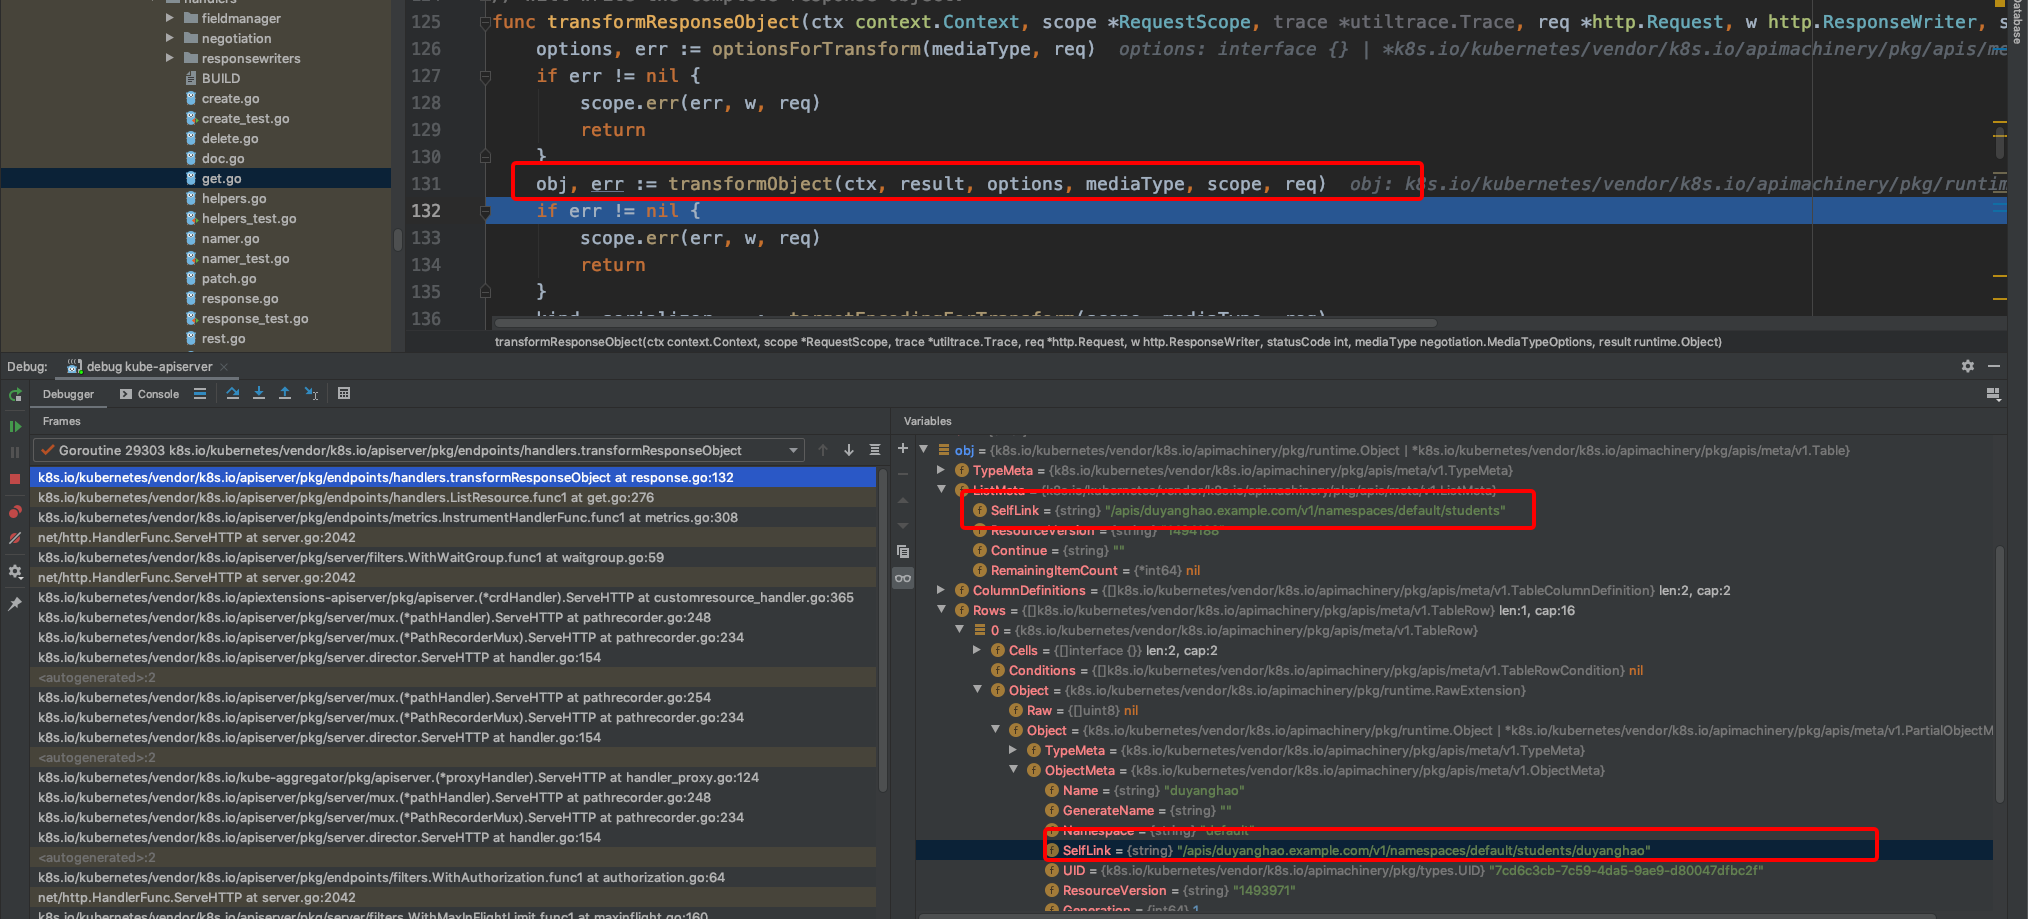 handlers
fieldmanager
negotiation
responsewriters
BUILD
create.go
create_test.go
delete.go
doc.go
get.go
helpers.go
helpers_test.go
namer.go
namer_test.go
patch.go
response.go
response_test.go
rest.go
125 func transformResponseObject(ctx context.Context, scope *RequestScope, trace *utiltrace.Trace, req *http.Request, w http.ResponseWriter, s
126 options, err := optionsForTransform(mediaType, req) options: interface {} | *k8s.io/kubernetes/vendor/k8s.io/apimachinery/pkg/apis/me
127 if err != nil {
128 scope.err(err, w, req)
129 return
130 }
131 obj, err := transformObject(ctx, result, options, mediaType, scope, req) obj: k8s.io/kubernetes/vendor/k8s.io/apimachinery/pkg/runtim
132 if err != nil {
133 scope.err(err, w, req)
134 return
135 }
136
transformResponseObject(ctx context.Context, scope *RequestScope, trace *utiltrace.Trace, req *http.Request, w http.ResponseWriter, statusCode int, mediaType negotiation.MediaTypeOptions, result runtime.Object)
Database
Debug: debug kube-apiserver
Debugger Console
Frames
Goroutine 29303 k8s.io/kubernetes/vendor/k8s.io/apiserver/pkg/endpoints/handlers.transformResponseObject
k8s.io/kubernetes/vendor/k8s.io/apiserver/pkg/endpoints/handlers.transformResponseObject at response.go:132
k8s.io/kubernetes/vendor/k8s.io/apiserver/pkg/endpoints/handlers.ListResource.func1 at get.go:276
k8s.io/kubernetes/vendor/k8s.io/apiserver/pkg/endpoints/metrics.InstrumentHandlerFunc.func1 at metrics.go:308
net/http.HandlerFunc.ServeHTTP at server.go:2042
k8s.io/kubernetes/vendor/k8s.io/apiserver/pkg/server/filters.WithWaitGroup.func1 at waitgroup.go:59
net/http.HandlerFunc.ServeHTTP at server.go:2042
k8s.io/kubernetes/vendor/k8s.io/apiextensions-apiserver/pkg/apiserver.(*crdHandler).ServeHTTP at customresource_handler.go:365
k8s.io/kubernetes/vendor/k8s.io/apiserver/pkg/server/mux.(*pathHandler).ServeHTTP at pathrecorder.go:248
k8s.io/kubernetes/vendor/k8s.io/apiserver/pkg/server/mux.(*PathRecorderMux).ServeHTTP at pathrecorder.go:234
k8s.io/kubernetes/vendor/k8s.io/apiserver/pkg/server.director.ServeHTTP at handler.go:154
<autogenerated>:2
k8s.io/kubernetes/vendor/k8s.io/apiserver/pkg/server/mux.(*pathHandler).ServeHTTP at pathrecorder.go:254
k8s.io/kubernetes/vendor/k8s.io/apiserver/pkg/server/mux.(*PathRecorderMux).ServeHTTP at pathrecorder.go:234
k8s.io/kubernetes/vendor/k8s.io/apiserver/pkg/server.director.ServeHTTP at handler.go:154
<autogenerated>:2
k8s.io/kubernetes/vendor/k8s.io/kube-aggregator/pkg/apiserver.(*proxyHandler).ServeHTTP at handler_proxy.go:124
k8s.io/kubernetes/vendor/k8s.io/apiserver/pkg/server/mux.(*pathHandler).ServeHTTP at pathrecorder.go:248
k8s.io/kubernetes/vendor/k8s.io/apiserver/pkg/server/mux.(*PathRecorderMux).ServeHTTP at pathrecorder.go:234
k8s.io/kubernetes/vendor/k8s.io/apiserver/pkg/server.director.ServeHTTP at handler.go:154
<autogenerated>:2
k8s.io/kubernetes/vendor/k8s.io/apiserver/pkg/endpoints/filters.WithAuthorization.func1 at authorization.go:64
net/http.HandlerFunc.ServeHTTP at server.go:2042
k8s.io/kubernetes/vendor/k8s.io/apiserver/pkg/server/filters.WithMaxInFlightLimit.func1 at maxinflight.go:160
Variables
obj = {k8s.io/kubernetes/vendor/k8s.io/apimachinery/pkg/runtime.Object | *k8s.io/kubernetes/vendor/k8s.io/apimachinery/pkg/apis/meta/v1.Table}
TypeMeta = {k8s.io/kubernetes/vendor/k8s.io/apimachinery/pkg/apis/meta/v1.TypeMeta}
ListMeta = {k8s.io/kubernetes/vendor/k8s.io/apimachinery/pkg/apis/meta/v1.ListMeta}
SelfLink = {string} "/apis/duyanghao.example.com/v1/namespaces/default/students"
ResourceVersion = {string} "1494188"
Continue = {string} ""
RemainingItemCount = {*int64} nil
ColumnDefinitions = {[]k8s.io/kubernetes/vendor/k8s.io/apimachinery/pkg/apis/meta/v1.TableColumnDefinition} len:2, cap:2
Rows = {[]k8s.io/kubernetes/vendor/k8s.io/apimachinery/pkg/apis/meta/v1.TableRow} len:1, cap:16
0 = {k8s.io/kubernetes/vendor/k8s.io/apimachinery/pkg/apis/meta/v1.TableRow}
Cells = {[]interface {}} len:2, cap:2
Conditions = {[]k8s.io/kubernetes/vendor/k8s.io/apimachinery/pkg/apis/meta/v1.TableRowCondition} nil
Object = {k8s.io/kubernetes/vendor/k8s.io/apimachinery/pkg/runtime.RawExtension}
Raw = {[]uint8} nil
Object = {k8s.io/kubernetes/vendor/k8s.io/apimachinery/pkg/runtime.Object | *k8s.io/kubernetes/vendor/k8s.io/apimachinery/pkg/apis/meta/v1.PartialObjectM
TypeMeta = {k8s.io/kubernetes/vendor/k8s.io/apimachinery/pkg/apis/meta/v1.TypeMeta}
ObjectMeta = {k8s.io/kubernetes/vendor/k8s.io/apimachinery/pkg/apis/meta/v1.ObjectMeta}
Name = {string} "duyanghao"
GenerateName = {string} ""
Namespace = {string} "default"
SelfLink = {string} "/apis/duyanghao.example.com/v1/namespaces/default/students/duyanghao"
UID = {k8s.io/kubernetes/vendor/k8s.io/apimachinery/pkg/types.UID} "7cd6c3cb-7c59-4da5-9ae9-d80047dfbc2f"
ResourceVersion = {string} "1493971"
Generation = {int64} 1